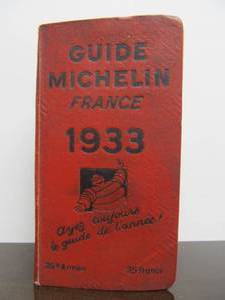 GUIDE
MICHELIN
FRANCE
1933
ayez toujours
le guide de l'année!
25 francs